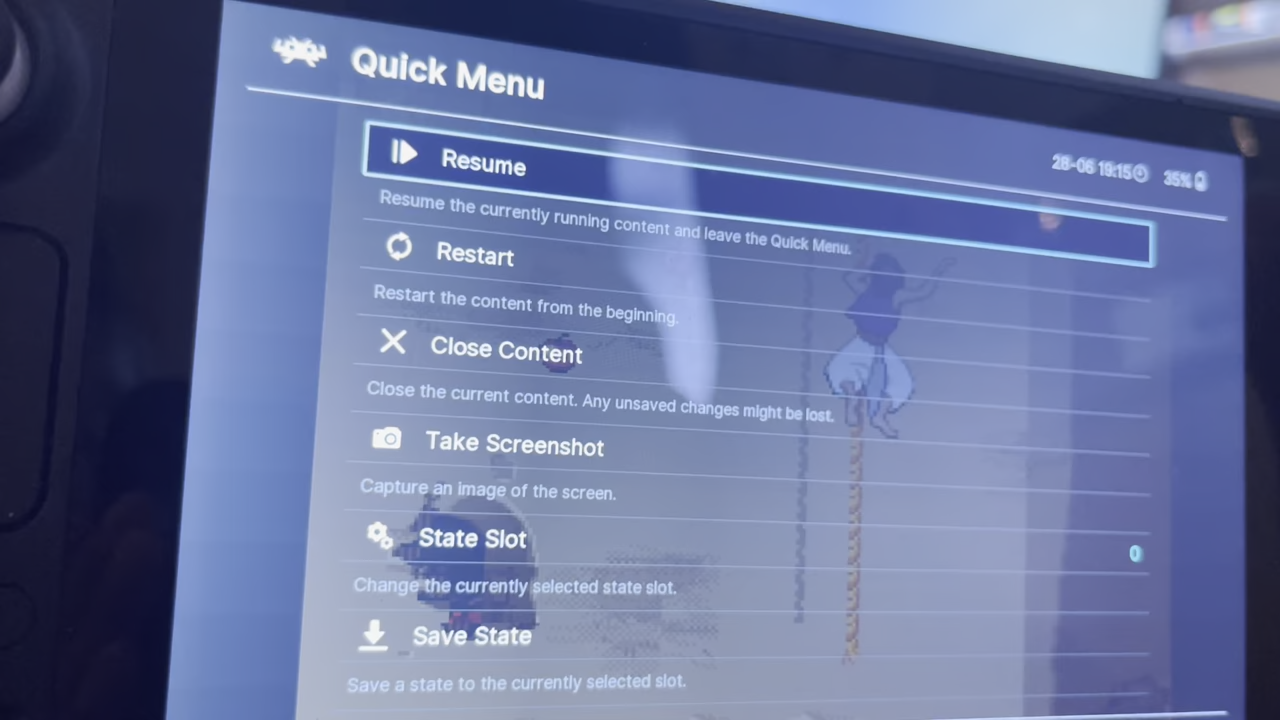 Quick Menu
28-06 19:15 35%
Resume
Resume the currently running content and leave the Quick Menu.
Restart
Restart the content from the beginning.
Close Content
Close the current content. Any unsaved changes might be lost.
Take Screenshot
Capture an image of the screen.
State Slot 0
Change the currently selected state slot.
Save State
Save a state to the currently selected slot.